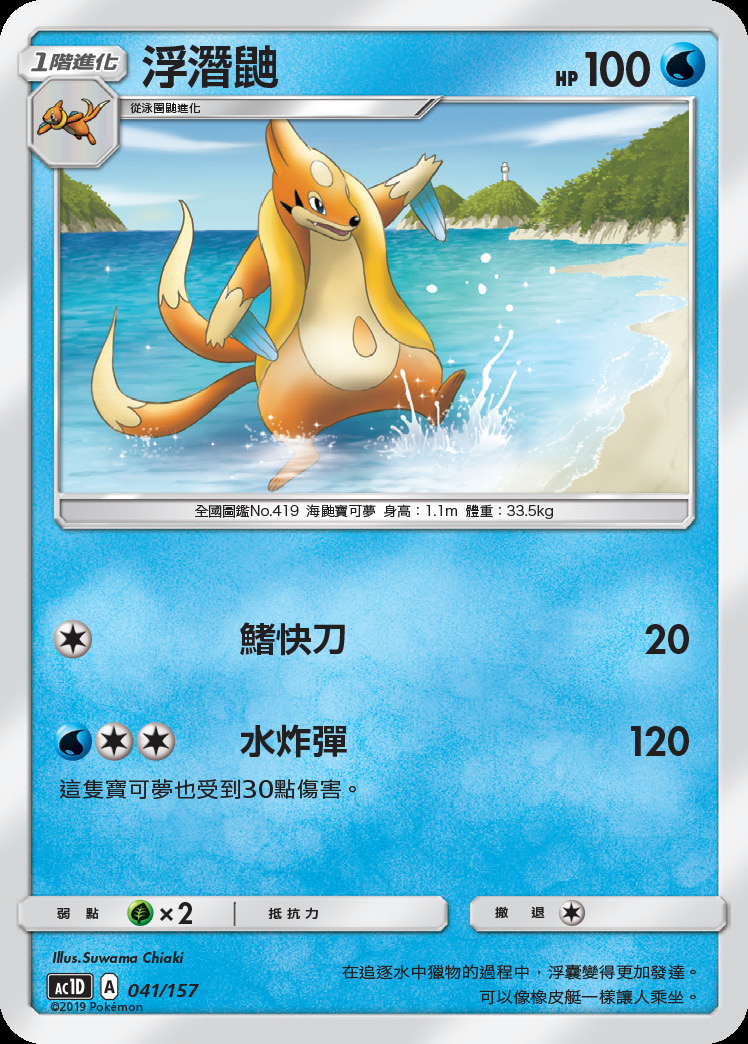 1階進化
浮潛鼬
HP 100
從泳圈鼬進化
全國圖鑑No.419 海鼬寶可夢 身高：1.1m 體重：33.5kg
鰭快刀 20
水炸彈 120
這隻寶可夢也受到30點傷害。
弱點 ×2 抵抗力 撤退
Illus.Suwama Chiaki
AC1D A 041/157
©2019 Pokémon
在追逐水中獵物的過程中，浮囊變得更加發達。
可以像橡皮艇一樣讓人乘坐。